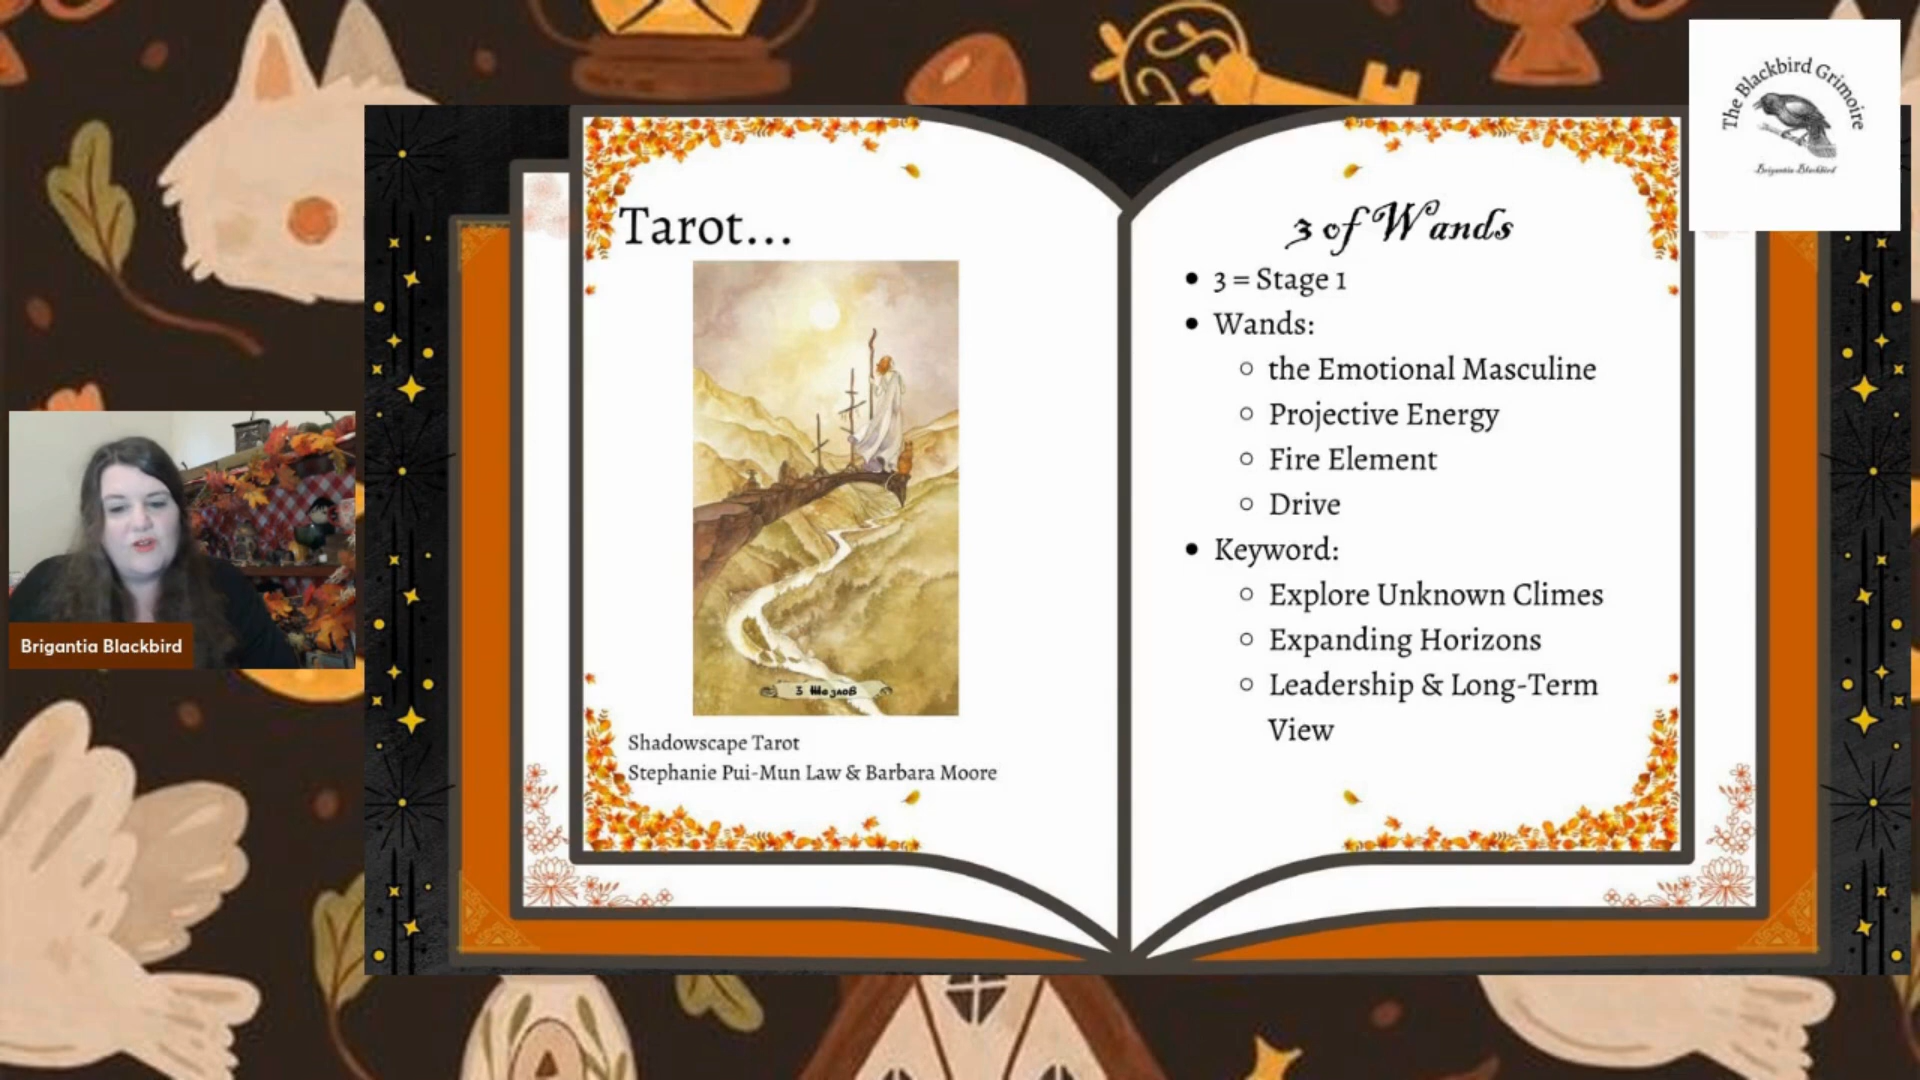 The Blackbird Grimoire
Brigantia Blackbird
Tarot...
3 Жезлов
Shadowscape Tarot
Stephanie Pui-Mun Law & Barbara Moore
3 of Wands
• 3 = Stage 1
• Wands:
○ the Emotional Masculine
○ Projective Energy
○ Fire Element
○ Drive
• Keyword:
○ Explore Unknown Climes
○ Expanding Horizons
○ Leadership & Long-Term
View
Brigantia Blackbird